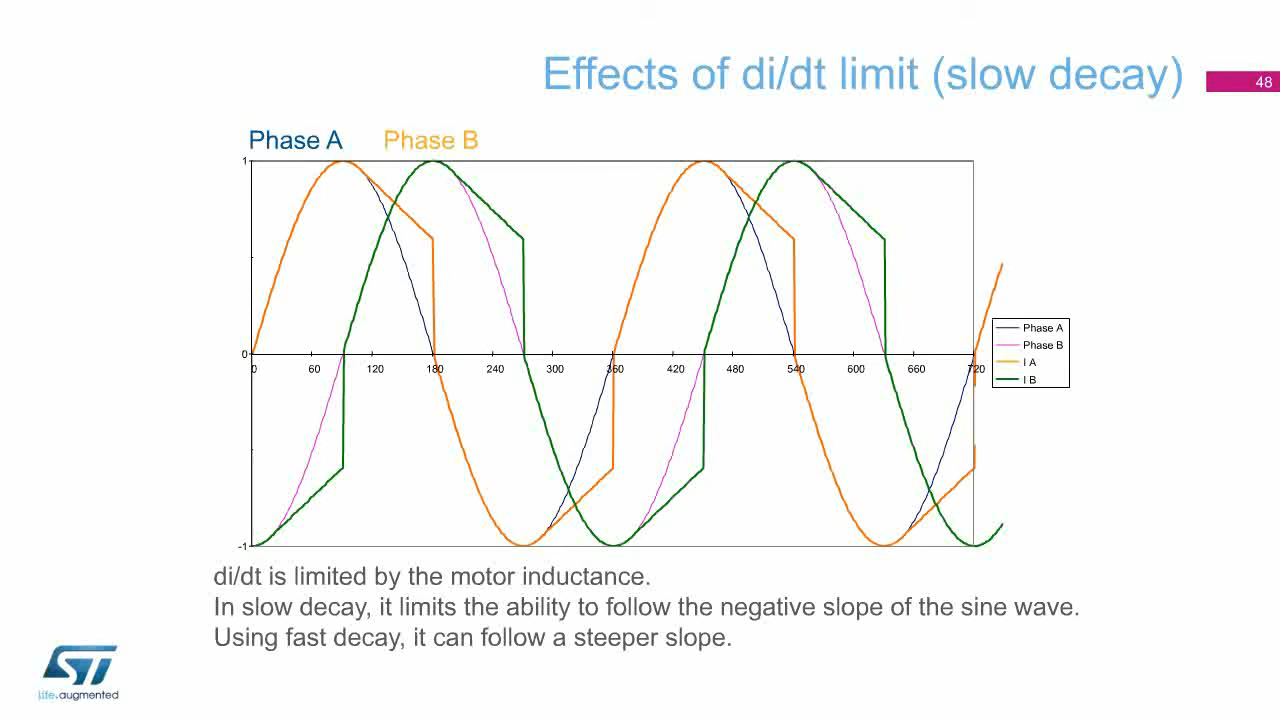 Effects of di/dt limit (slow decay)
48
Phase A Phase B
1
0
-1
0 60 120 180 240 300 360 420 480 540 600 660 720
Phase A
Phase B
I A
I B
di/dt is limited by the motor inductance.
In slow decay, it limits the ability to follow the negative slope of the sine wave.
Using fast decay, it can follow a steeper slope.
ST
life.augmented